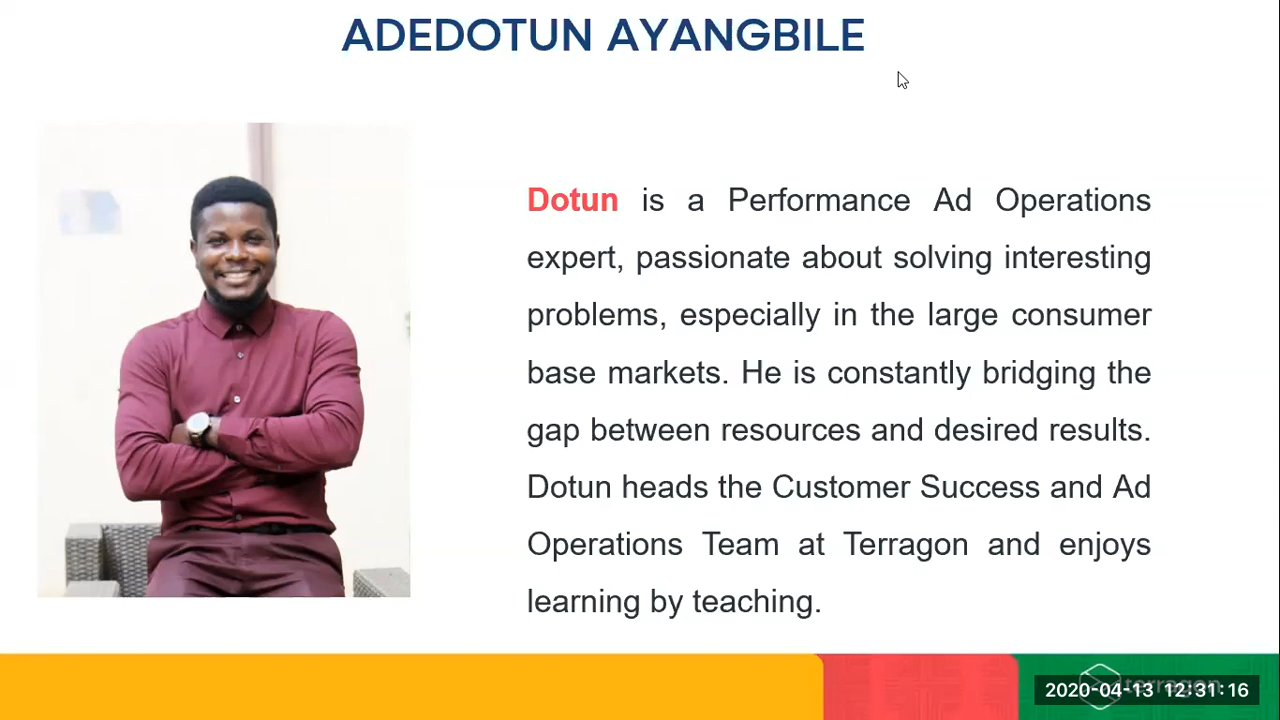 ADEDOTUN AYANGBILE
Dotun is a Performance Ad Operations
expert, passionate about solving interesting
problems, especially in the large consumer
base markets. He is constantly bridging the
gap between resources and desired results.
Dotun heads the Customer Success and Ad
Operations Team at Terragon and enjoys
learning by teaching.
terragon
2020-04-13 12:31:16